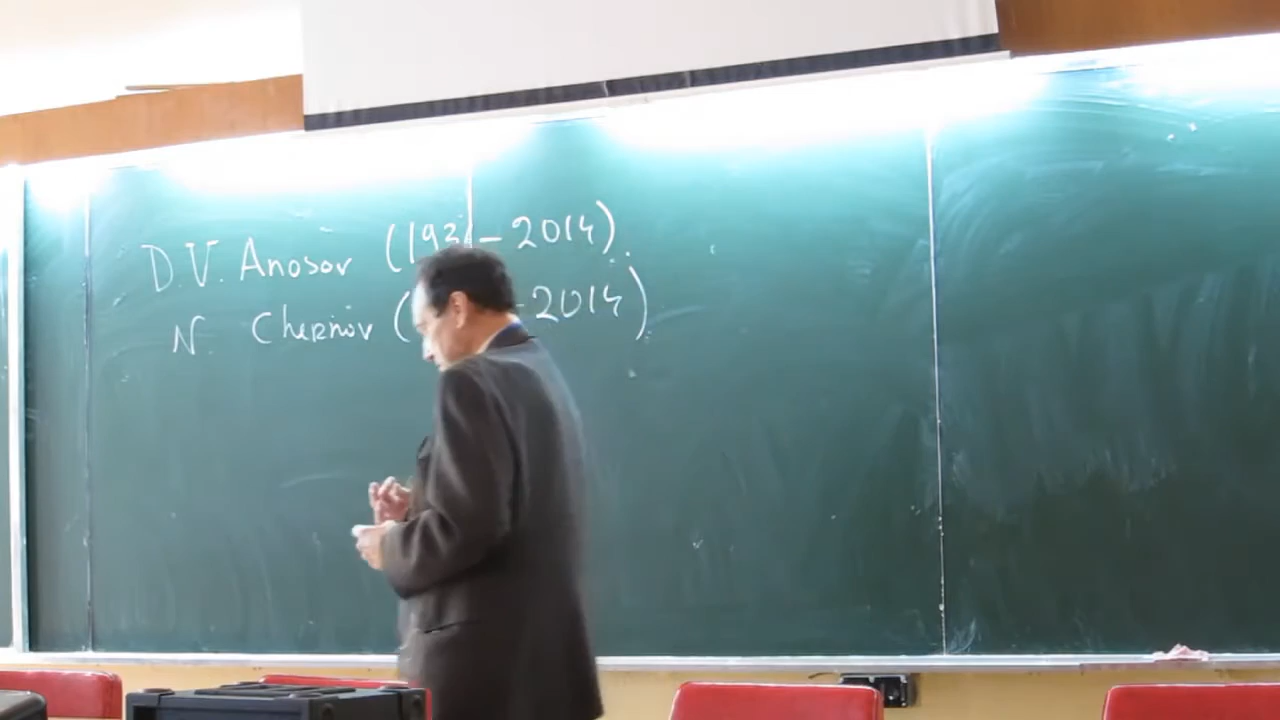 D.V. Anosov (193 – 2014).
N. Chernov ( – 2014)